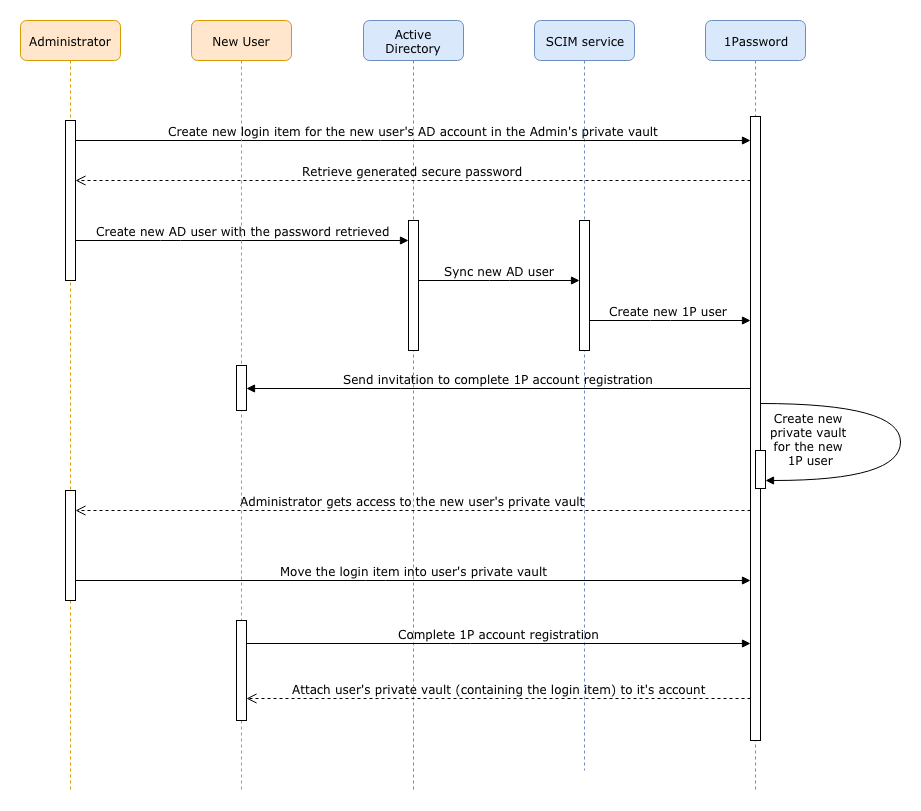 Administrator
New User
Active
Directory
SCIM service
1Password
Create new login item for the new user's AD account in the Admin's private vault
Retrieve generated secure password
Create new AD user with the password retrieved
Sync new AD user
Create new 1P user
Send invitation to complete 1P account registration
Create new
private vault
for the new
1P user
Administrator gets access to the new user's private vault
Move the login item into user's private vault
Complete 1P account registration
Attach user's private vault (containing the login item) to it's account